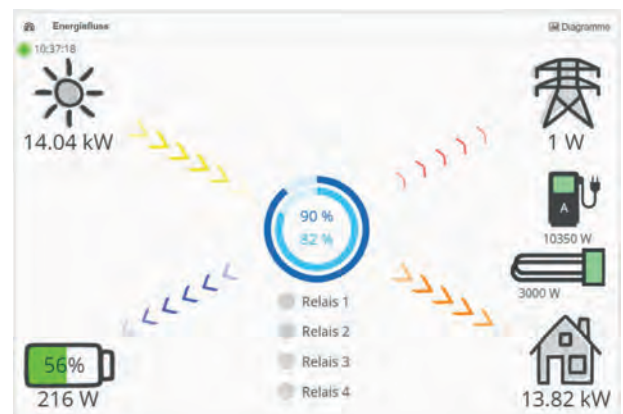 Energiefluss
Diagramme
10:37:18
14.04 kW
1 W
A
10350 W
90 %
82 %
3000 W
Relais 1
Relais 2
Relais 3
Relais 4
56%
216 W
13.82 kW